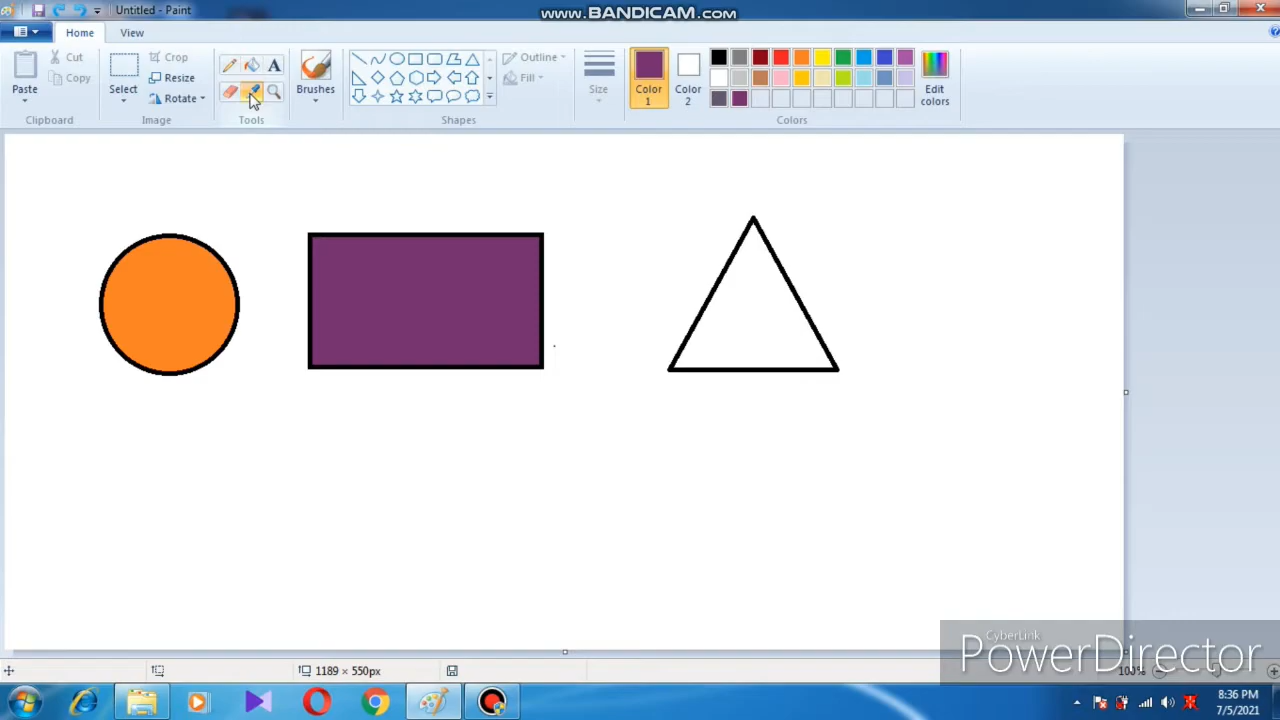 Untitled - Paint
www.BANDICAM.com
Home
View
Paste
Cut
Copy
Clipboard
Select
Crop
Resize
Rotate
Image
A
Tools
Brushes
Outline
Fill
Shapes
Size
Color 1
Color 2
Edit colors
Colors
1189 × 550px
100%
CyberLink
PowerDirector
8:36 PM
7/5/2021